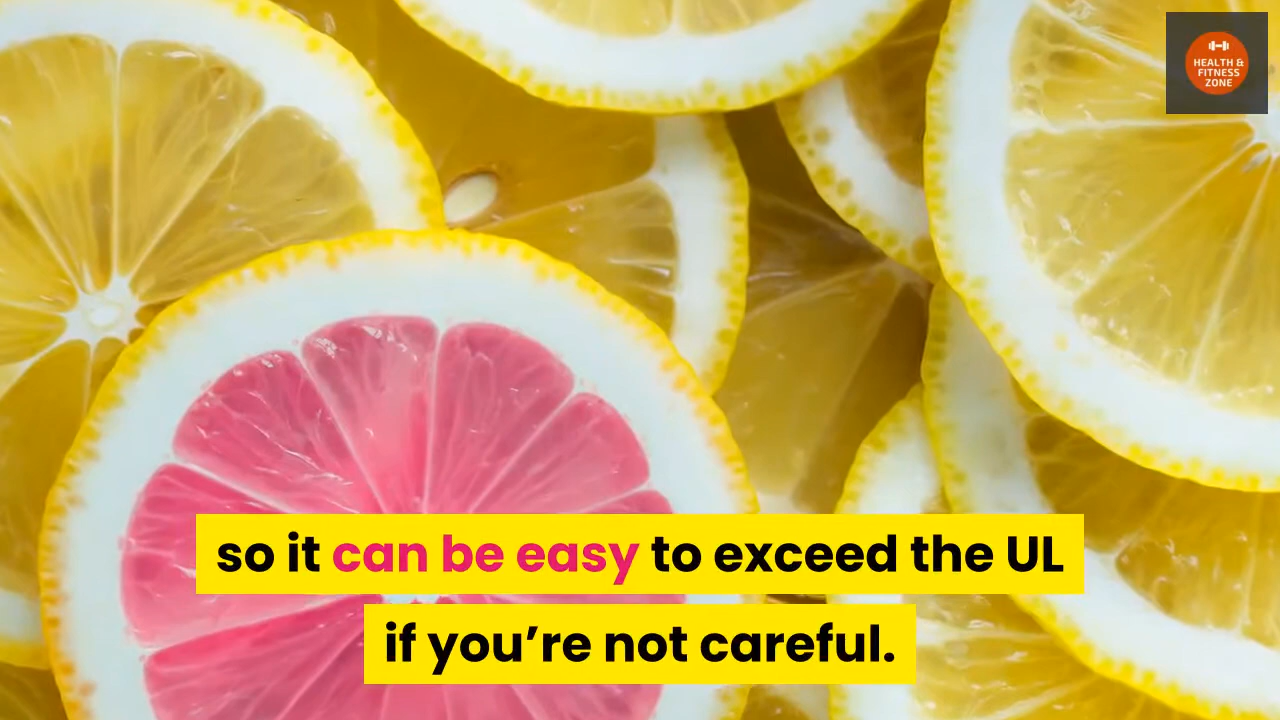 HEALTH &
FITNESS
ZONE
so it can be easy to exceed the UL
if you’re not careful.